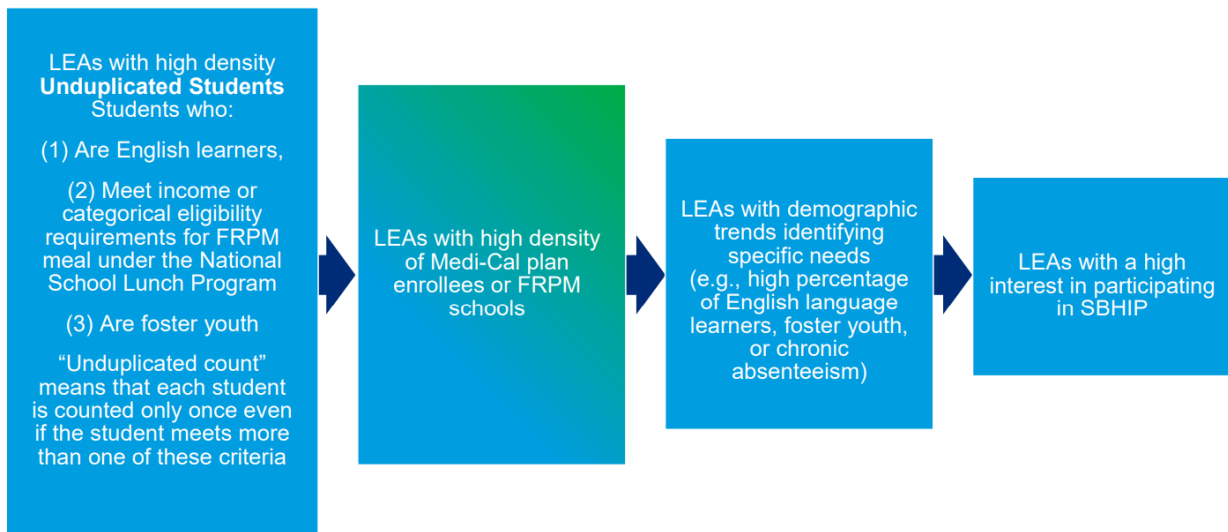 LEAs with high density
Unduplicated Students
Students who:
(1) Are English learners,
(2) Meet income or
categorical eligibility
requirements for FRPM
meal under the National
School Lunch Program
(3) Are foster youth
“Unduplicated count”
means that each student
is counted only once even
if the student meets more
than one of these criteria
LEAs with high density
of Medi-Cal plan
enrollees or FRPM
schools
LEAs with demographic
trends identifying
specific needs
(e.g., high percentage
of English language
learners, foster youth,
or chronic
absenteeism)
LEAs with a high
interest in participating
in SBHIP